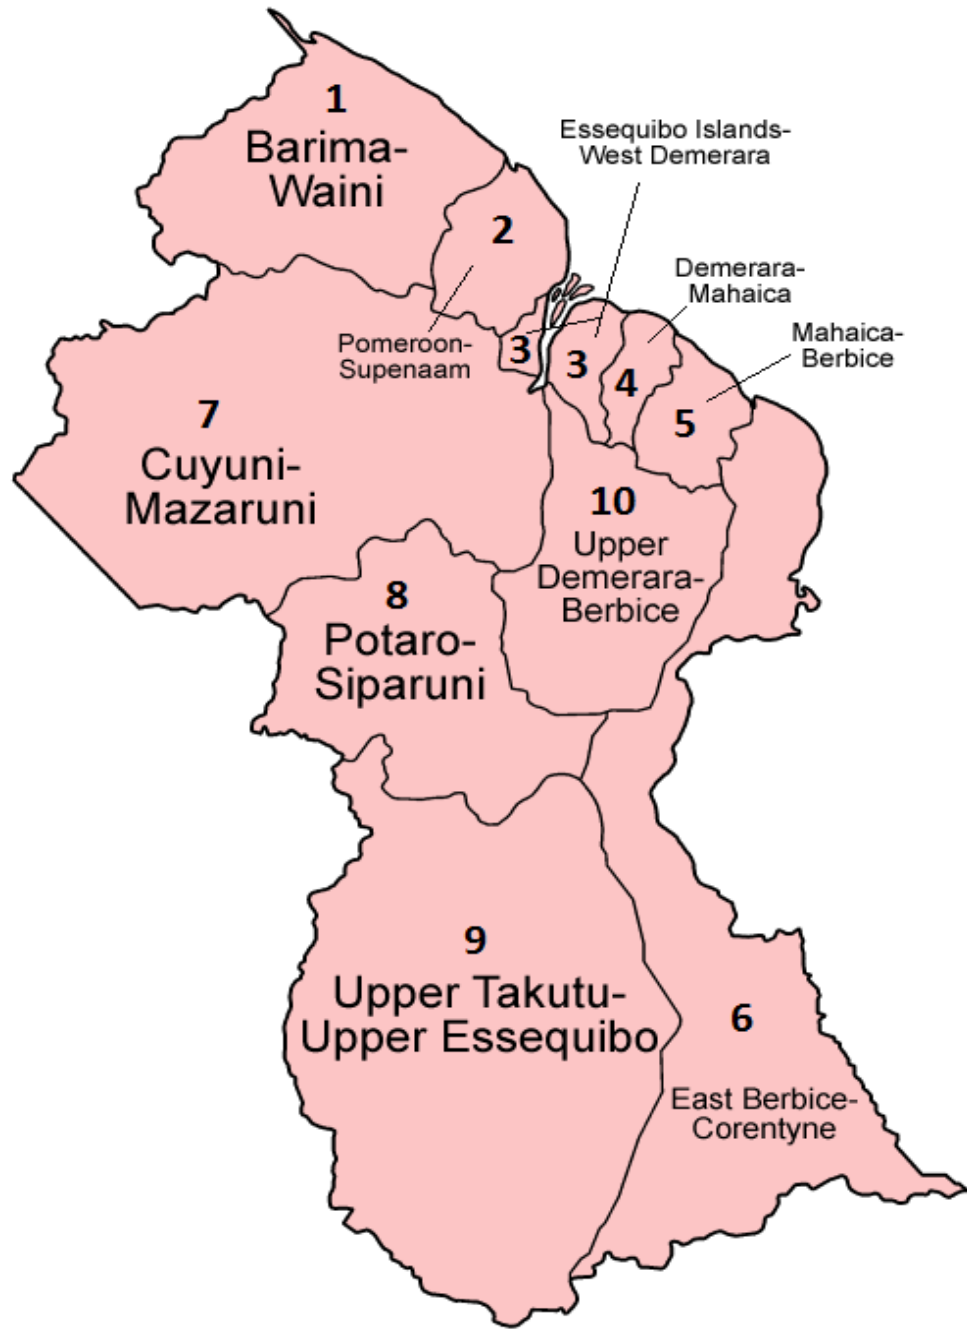 1
Barima-
Waini
Essequibo Islands-
West Demerara
2
Demerara-
Mahaica
Pomeroon-
Supenaam
3
3
4
Mahaica-
Berbice
5
7
Cuyuni-
Mazaruni
10
Upper
Demerara-
Berbice
8
Potaro-
Siparuni
9
Upper Takutu-
Upper Essequibo
6
East Berbice-
Corentyne